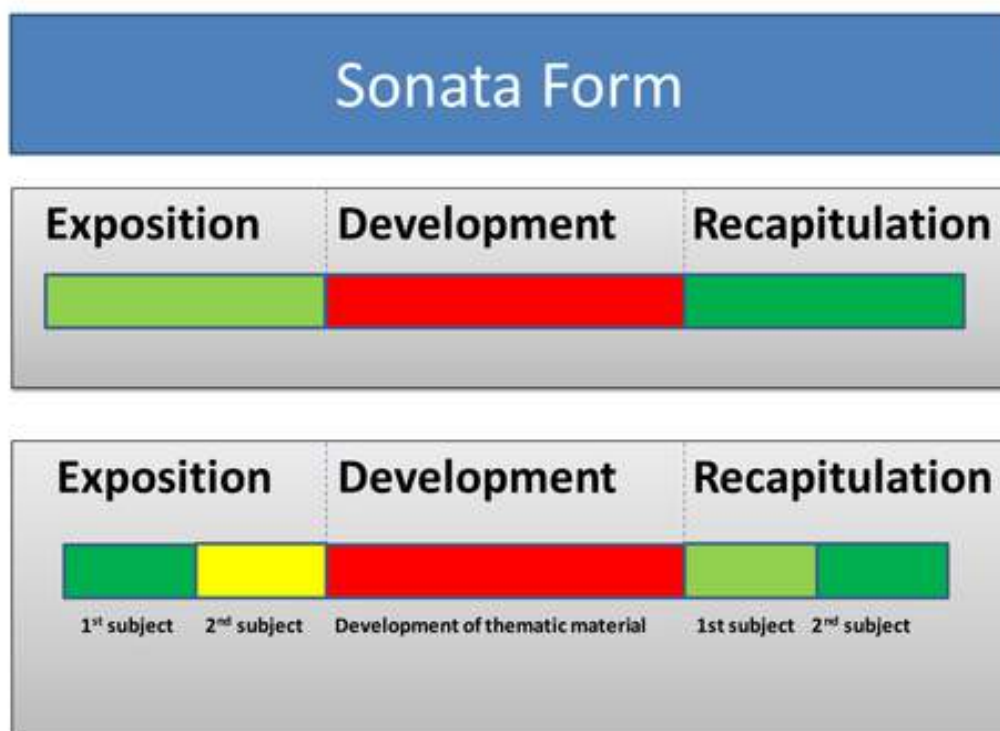 Sonata Form
Exposition Development Recapitulation
Exposition Development Recapitulation
1st subject 2nd subject Development of thematic material 1st subject 2nd subject